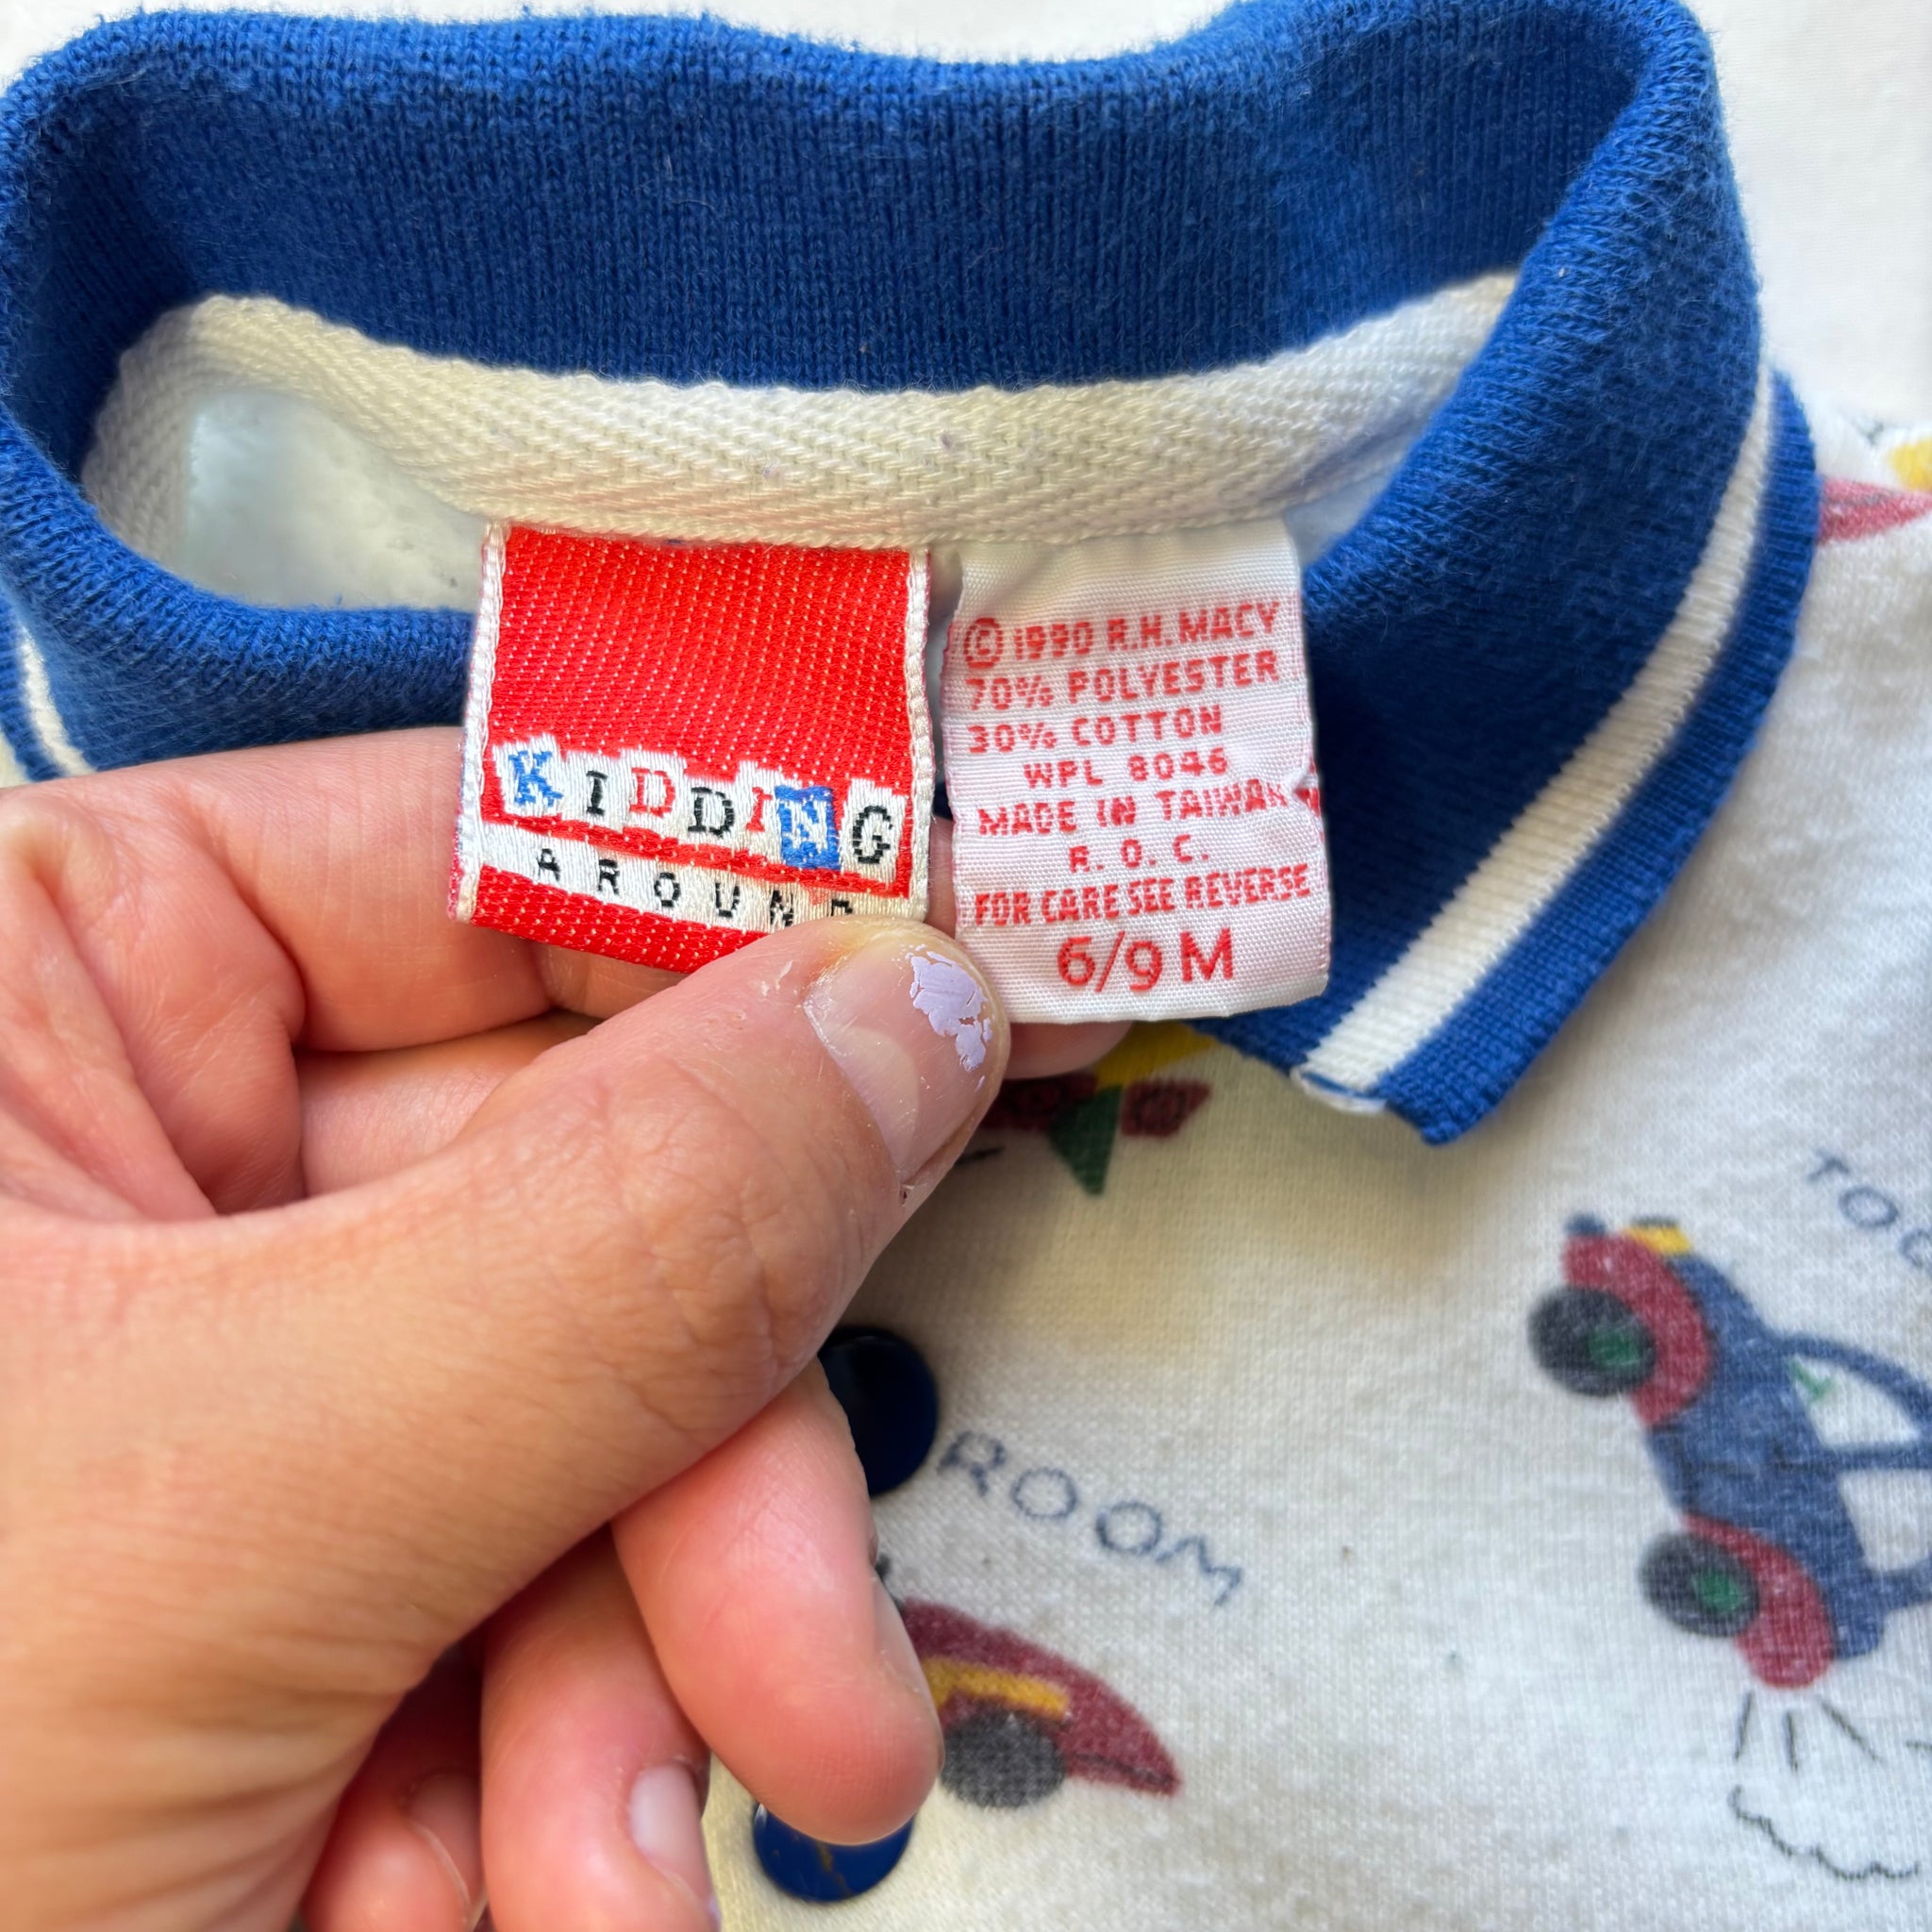 KIDDING
AROUND
© 1990 R.H. MACY
70% POLYESTER
30% COTTON
WPL 8046
MADE IN TAIWAN
R. O. C.
FOR CARE SEE REVERSE
6/9 M
ROOM